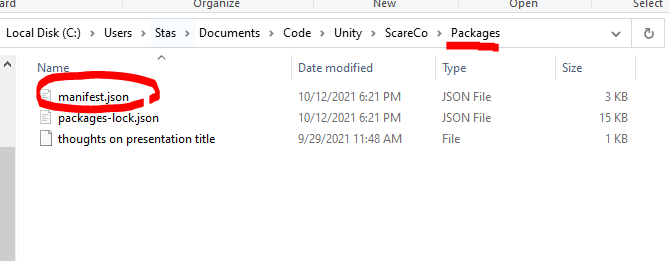 ard Organize New Open Select
Local Disk (C:) > Users > Stas > Documents > Code > Unity > ScareCo > Packages
Name Date modified Type Size
manifest.json 10/12/2021 6:21 PM JSON File 3 KB
packages-lock.json 10/12/2021 6:21 PM JSON File 15 KB
thoughts on presentation title 9/29/2021 11:48 AM File 1 KB